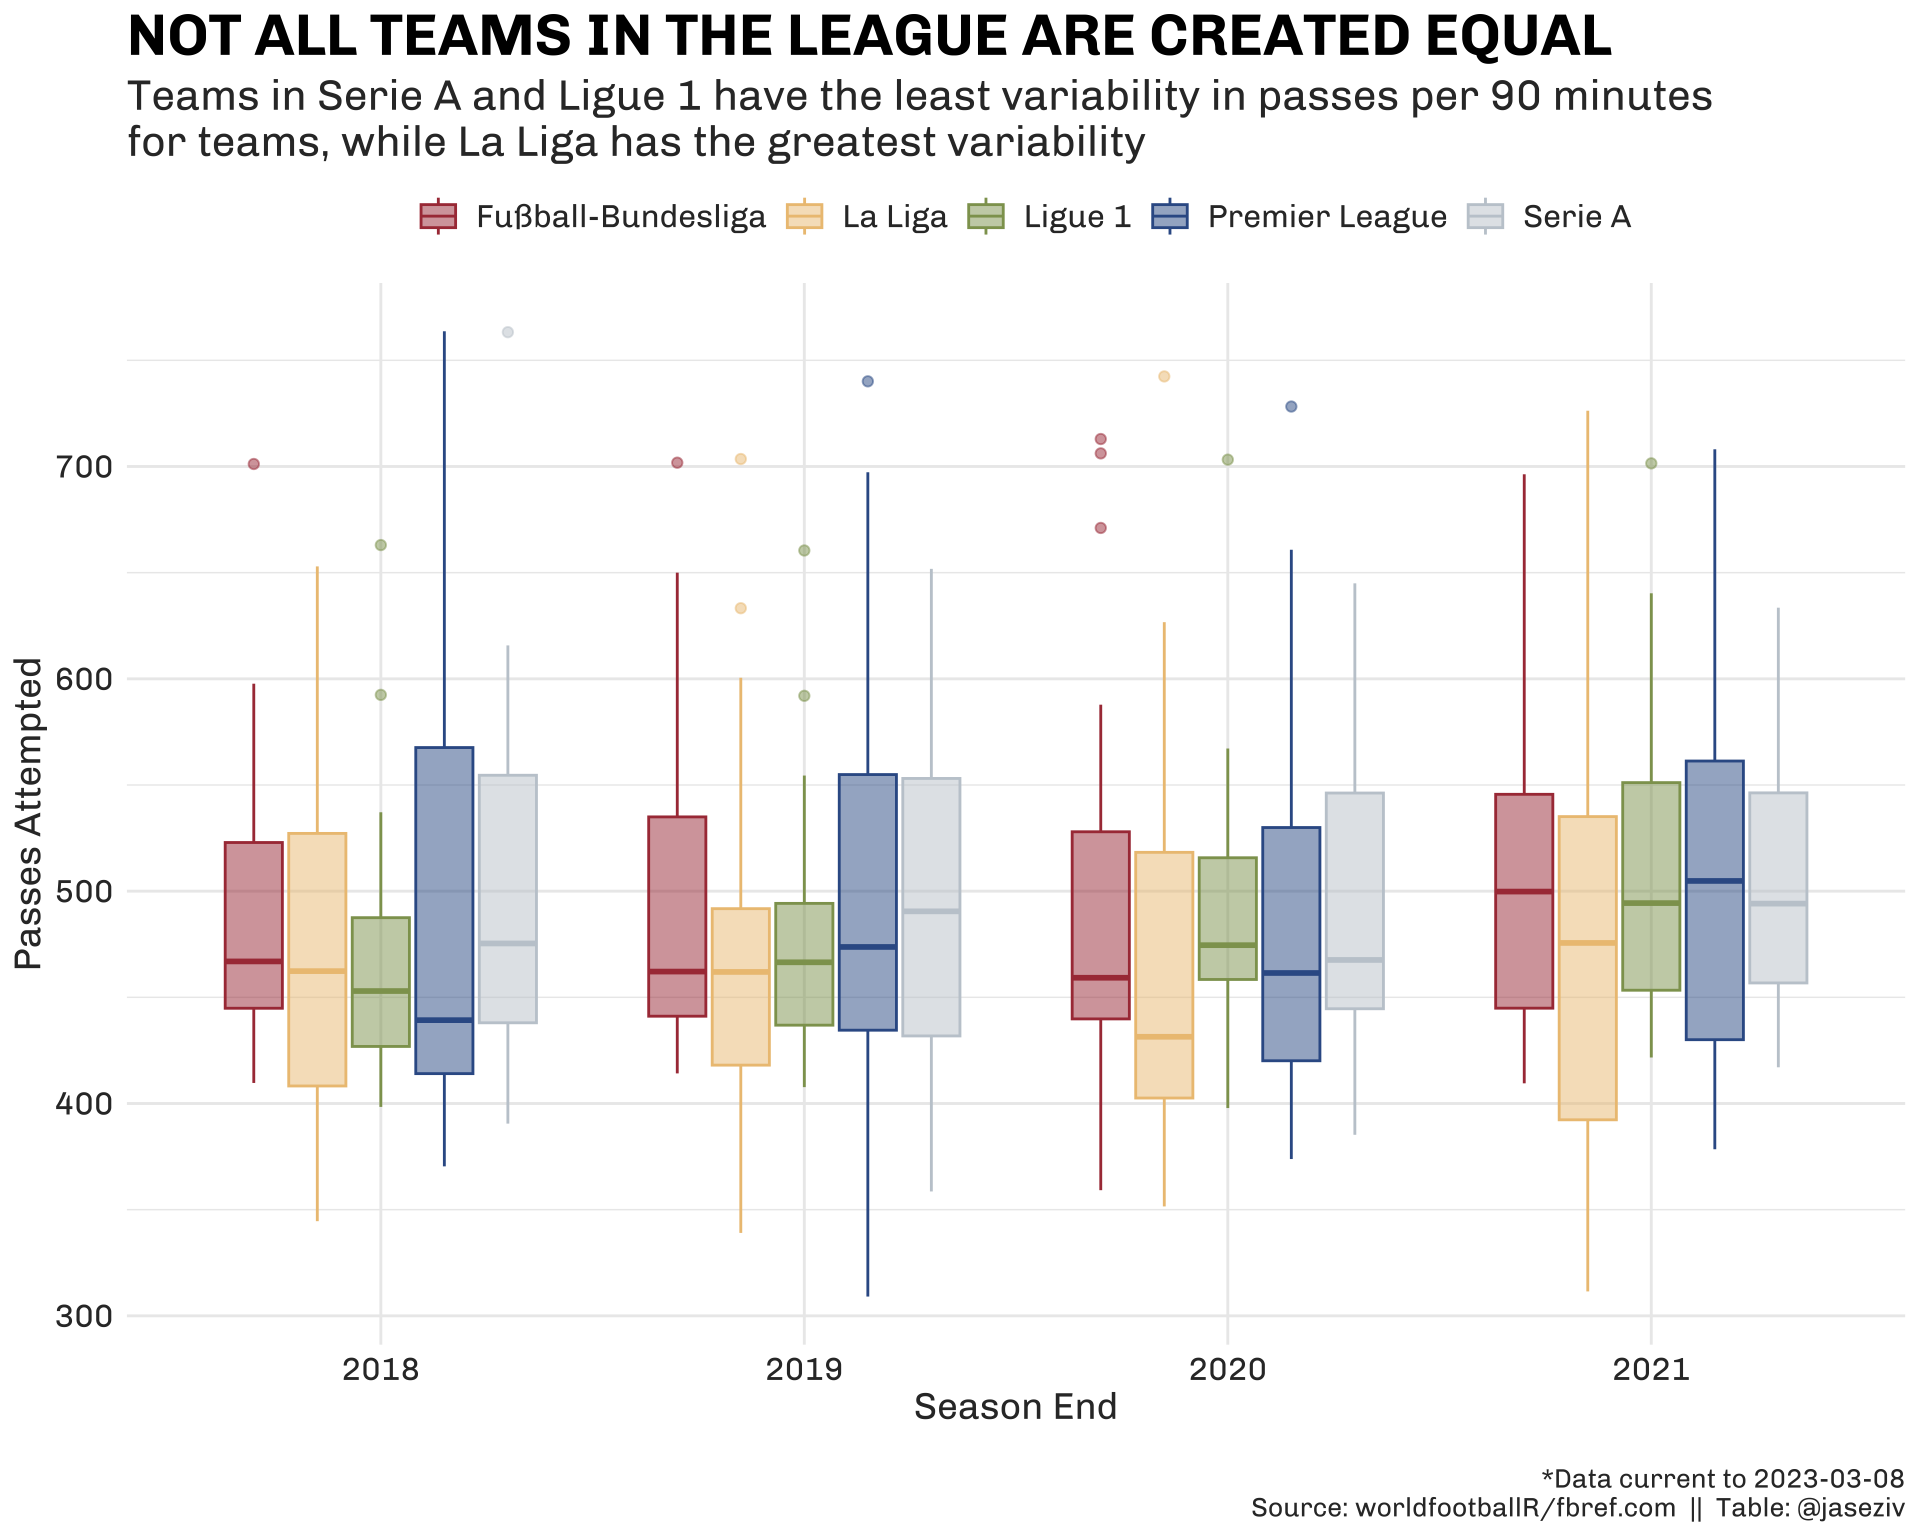 NOT ALL TEAMS IN THE LEAGUE ARE CREATED EQUAL
Teams in Serie A and Ligue 1 have the least variability in passes per 90 minutes
for teams, while La Liga has the greatest variability
Fußball-Bundesliga La Liga Ligue 1 Premier League Serie A
Passes Attempted
700
600
500
400
300
2018 2019 2020 2021
Season End
*Data current to 2023-03-08
Source: worldfootballR/fbref.com || Table: @jaseziv